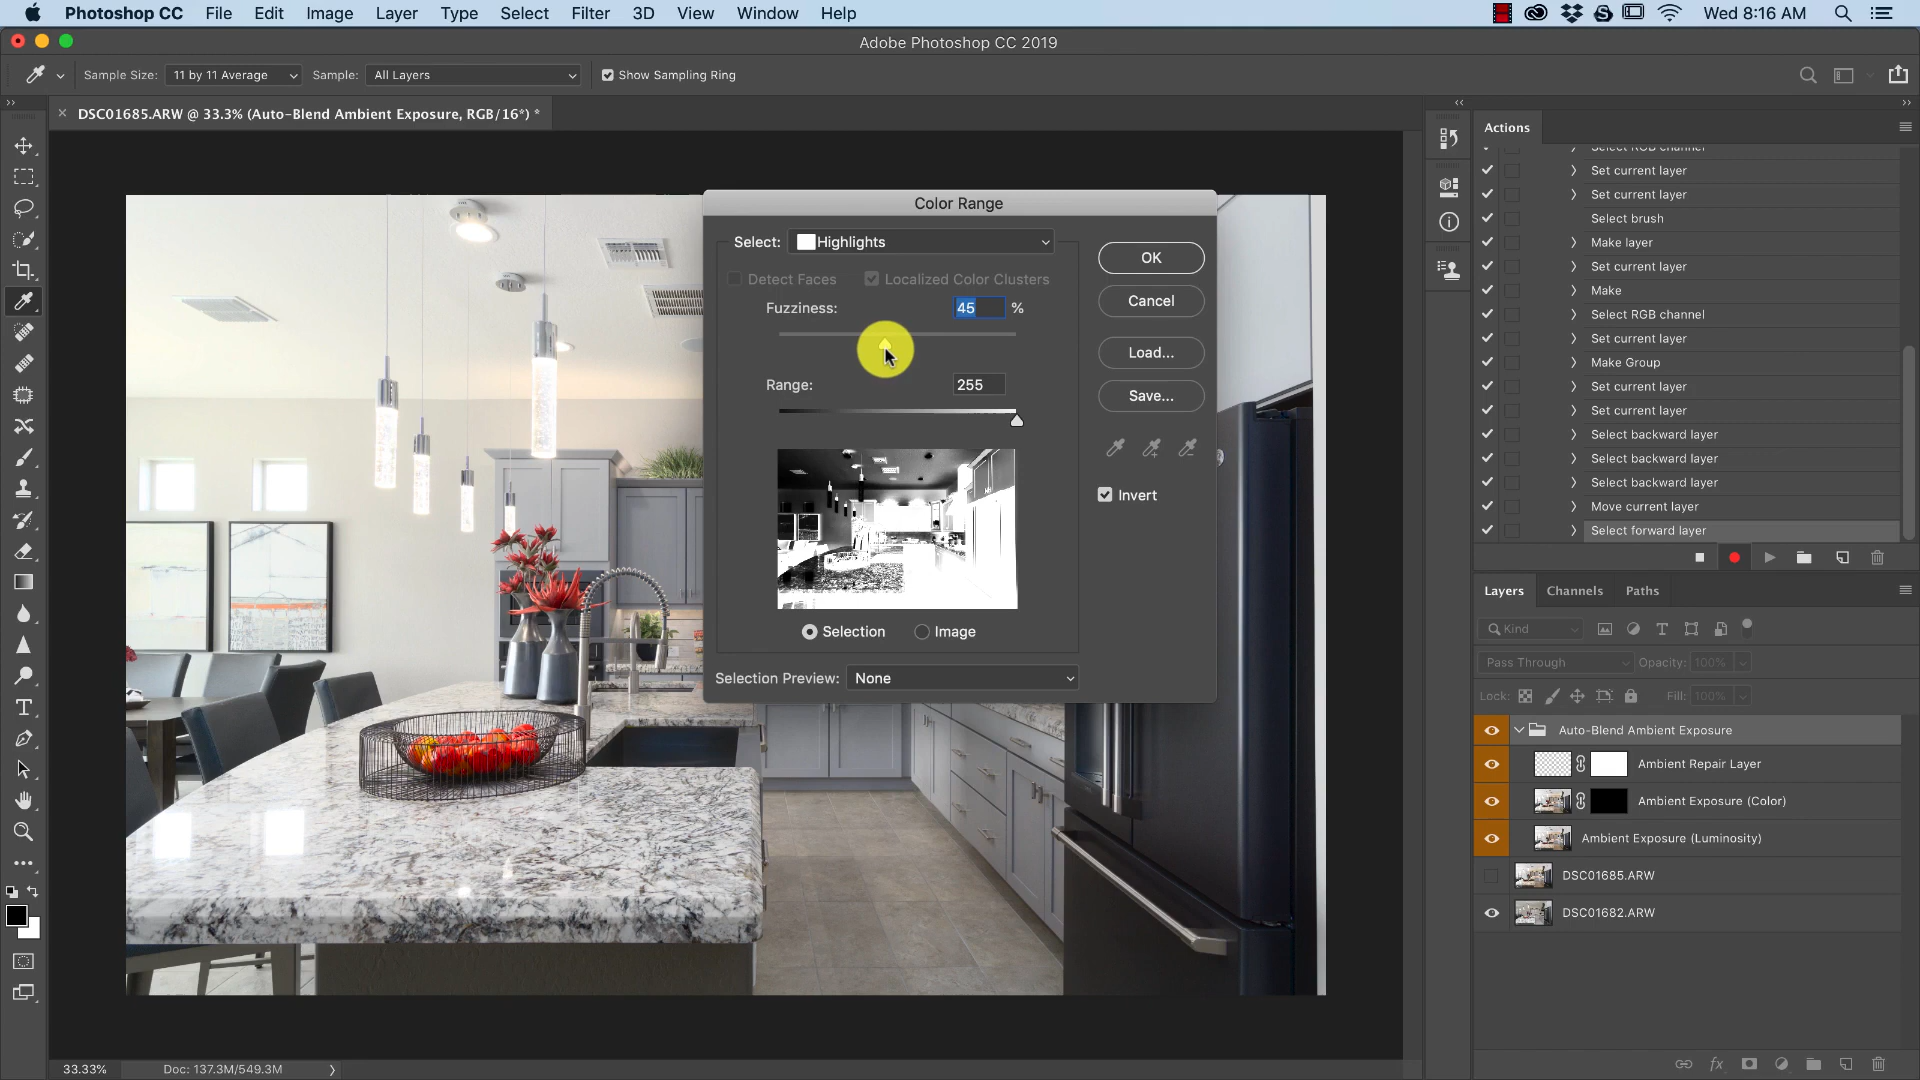 Photoshop CC File Edit Image Layer Type Select Filter 3D View Window Help Wed 8:16 AM
Adobe Photoshop CC 2019
Sample Size: 11 by 11 Average Sample: All Layers Show Sampling Ring
DSC01685.ARW @ 33.3% (Auto-Blend Ambient Exposure, RGB/16*) *
Color Range
Select: Highlights
Detect Faces Localized Color Clusters
Fuzziness: 45 %
Range: 255
Selection Image
Selection Preview: None
OK
Cancel
Load...
Save...
Invert
Actions
Select RGB channel
Set current layer
Set current layer
Select brush
Make layer
Set current layer
Make
Select RGB channel
Set current layer
Make Group
Set current layer
Set current layer
Select backward layer
Select backward layer
Select backward layer
Move current layer
Select forward layer
Layers Channels Paths
Kind
Pass Through Opacity: 100%
Lock: Fill: 100%
Auto-Blend Ambient Exposure
Ambient Repair Layer
Ambient Exposure (Color)
Ambient Exposure (Luminosity)
DSC01685.ARW
DSC01682.ARW
fx
33.33% Doc: 137.3M/549.3M